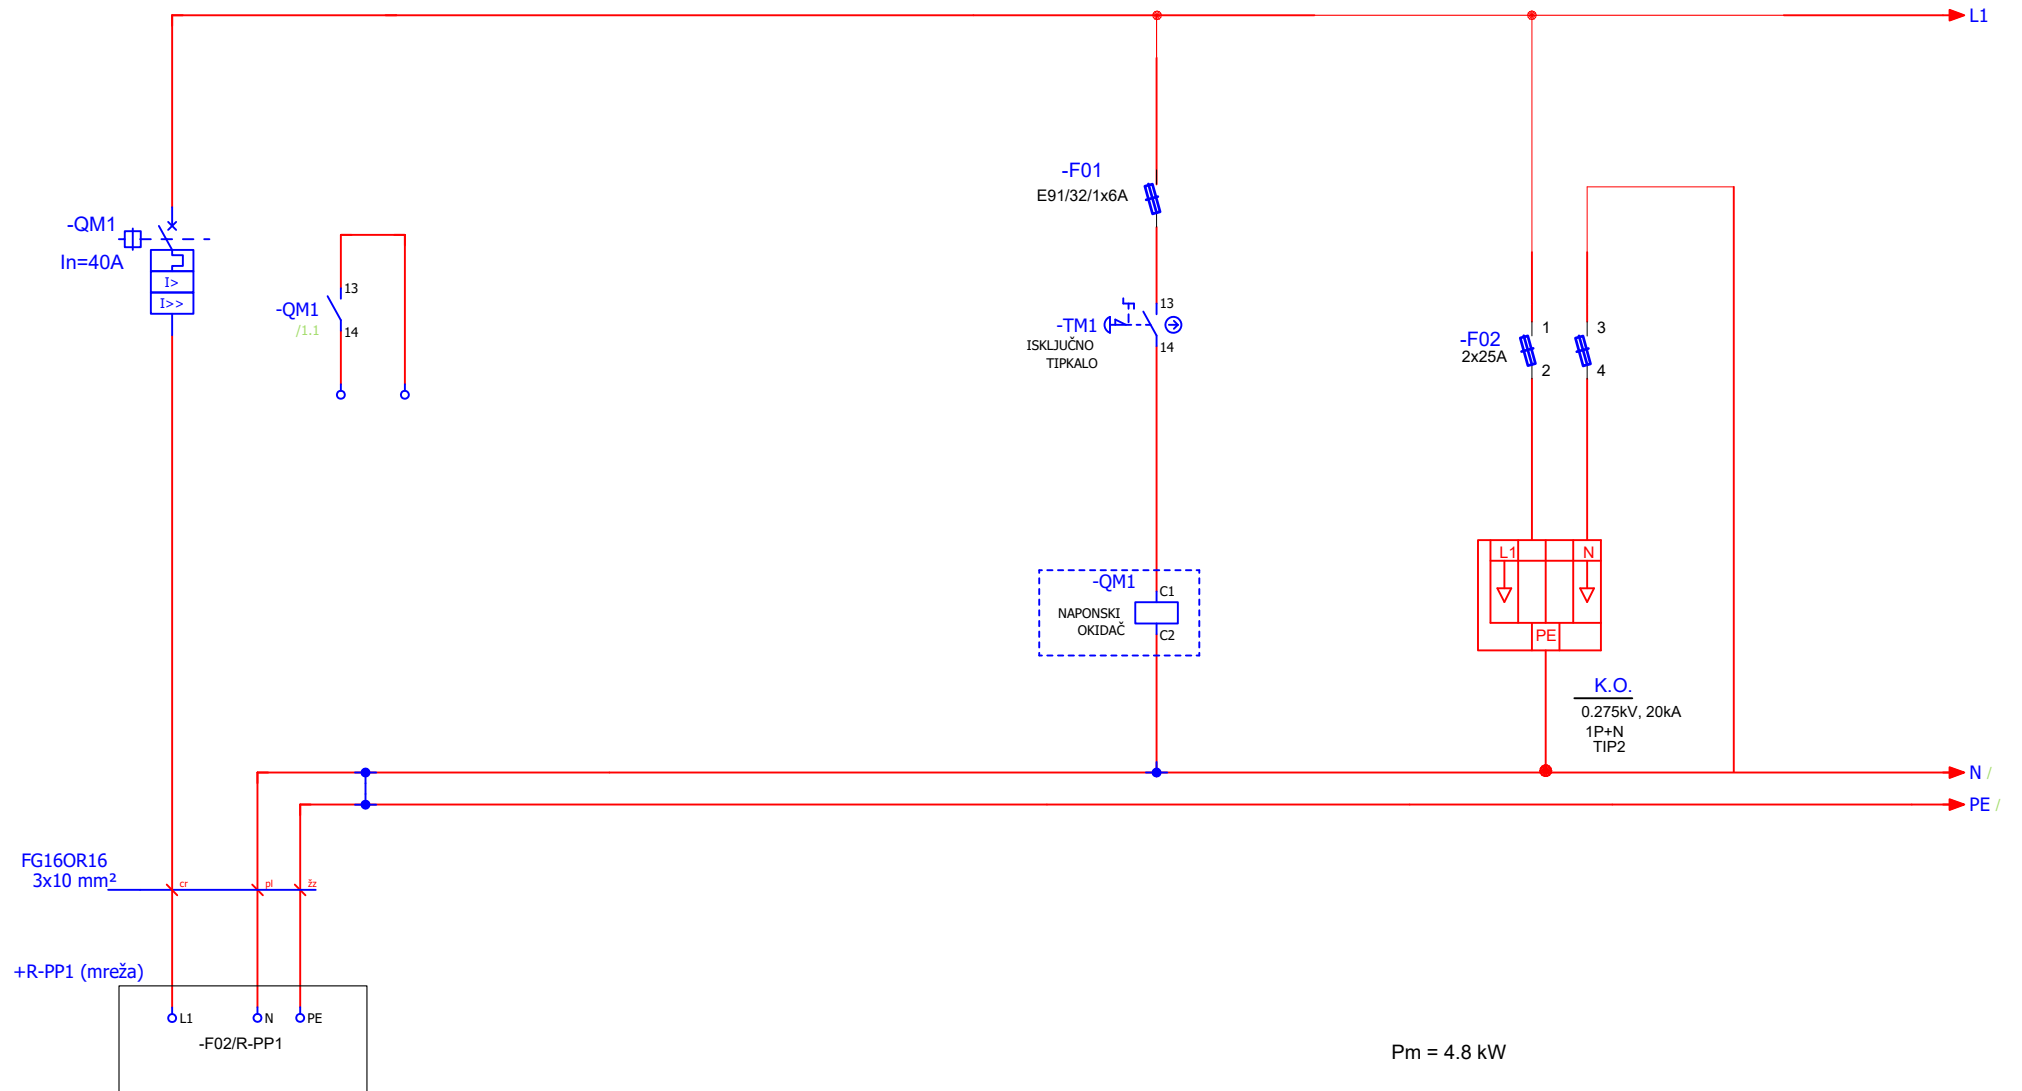 L1
-QM1
In=40A
I>
I>>
-QM1
/1.1
13
14
-F01
E91/32/1x6A
-TM1
ISKLJUČNO
TIPKALO
13
14
-F02
2x25A
1
2
3
4
-QM1
NAPONSKI
OKIDAČ
C1
C2
L1
N
PE
K.O.
0.275kV, 20kA
1P+N
TIP2
N /
PE /
FG16OR16
3x10 mm²
cr
pl
žz
+R-PP1 (mreža)
L1
N
PE
-F02/R-PP1
Pm = 4.8 kW